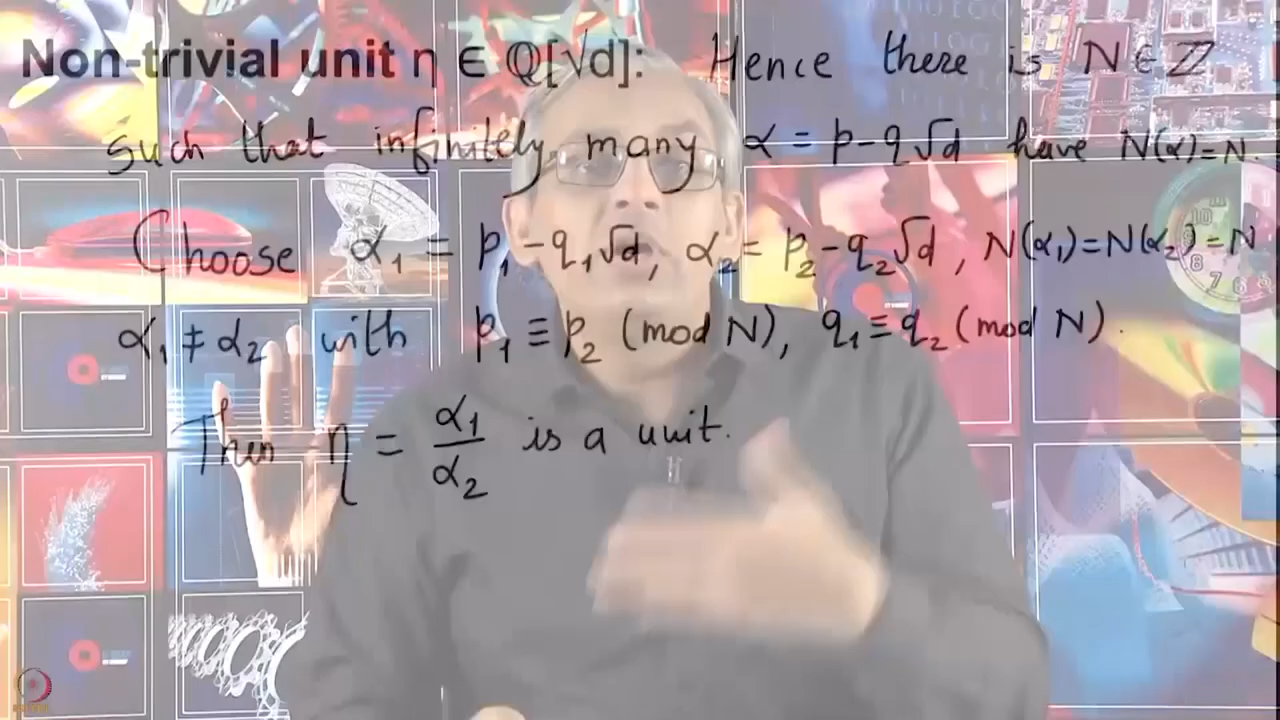 Non-trivial unit η ∈ ℚ[√d]: Hence there is N ∈ ℤ
such that infinitely many α = p - q√d have N(α) = N.
Choose α₁ = p₁ - q₁√d, α₂ = p₂ - q₂√d, N(α₁) = N(α₂) = N
α₁ ≠ α₂ with p₁ ≡ p₂ (mod N), q₁ ≡ q₂ (mod N).
Then η = α₁/α₂ is a unit.